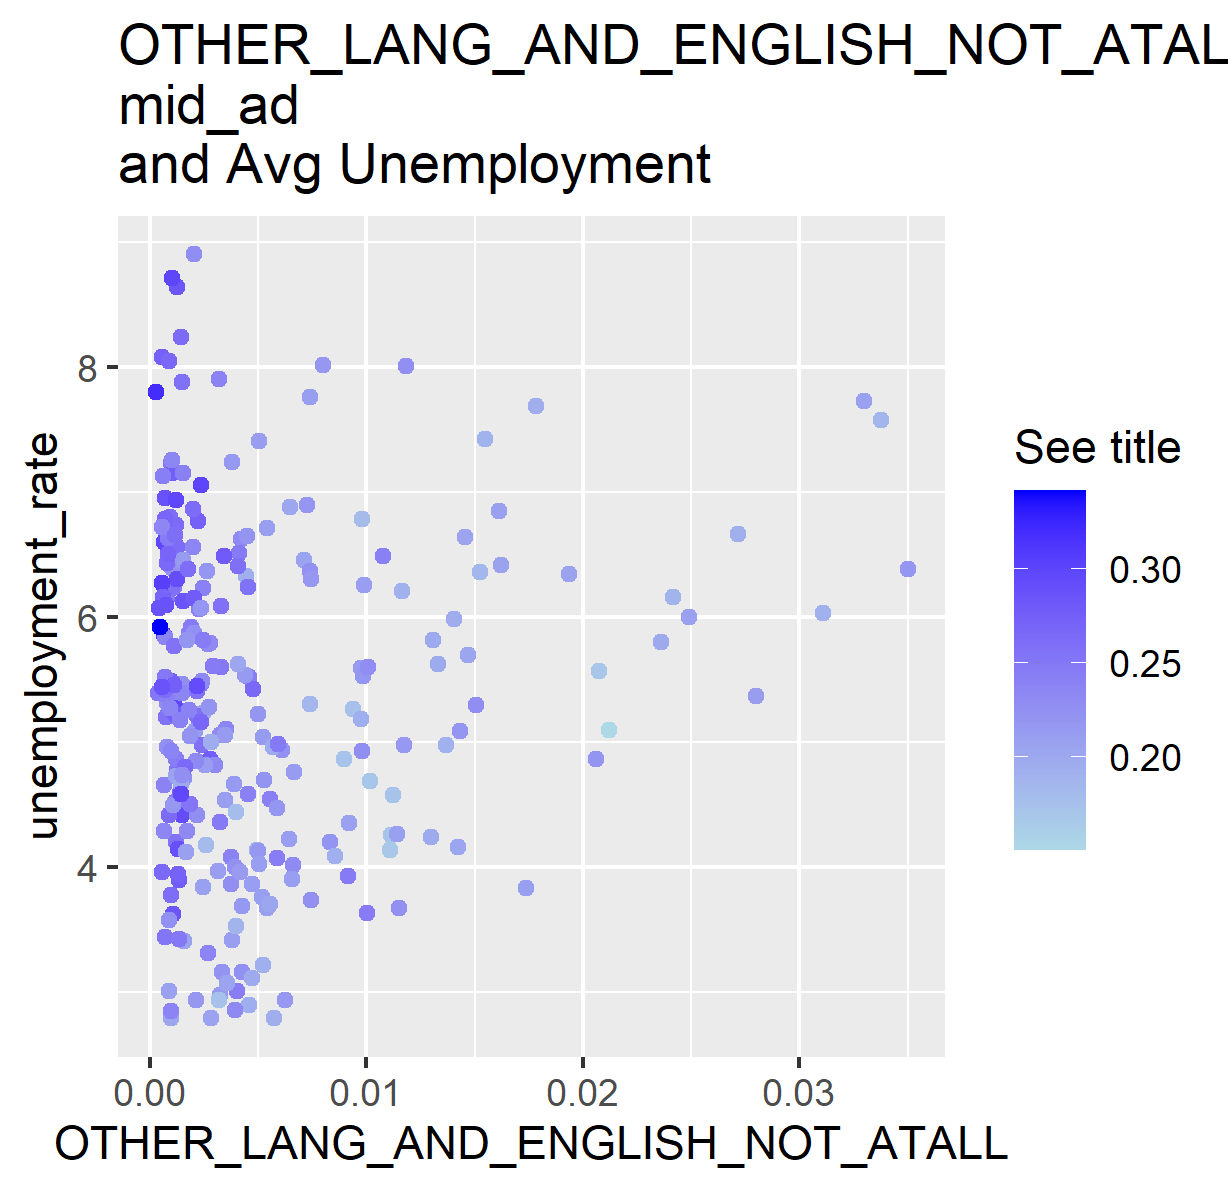 OTHER_LANG_AND_ENGLISH_NOT_ATAL
mid_ad
and Avg Unemployment
8
6
4
unemployment_rate
0.00 0.01 0.02 0.03
OTHER_LANG_AND_ENGLISH_NOT_ATALL
See title
0.30
0.25
0.20